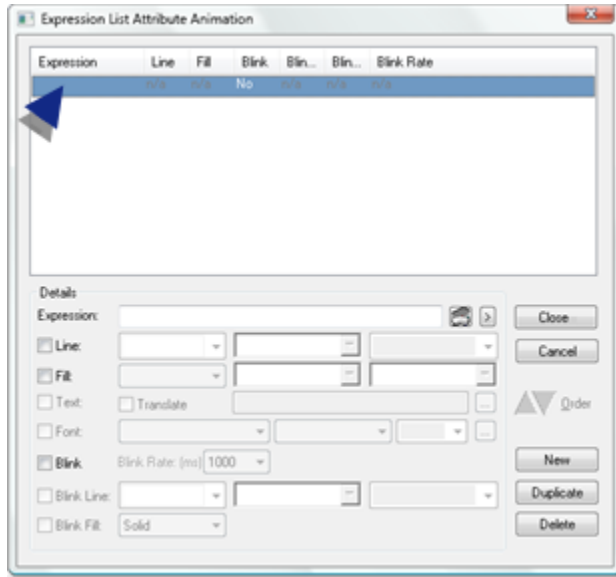 Expression List Attribute Animation
Expression Line Fill Blink Blin... Blin... Blink Rate
n/a n/a No n/a n/a n/a
Details
Expression: > Close
Line: Cancel
Fill:
Text: Translate ... Order
Font: ...
Blink Blink Rate: (ms) 1000 New
Blink Line: Duplicate
Blink Fill: Solid Delete